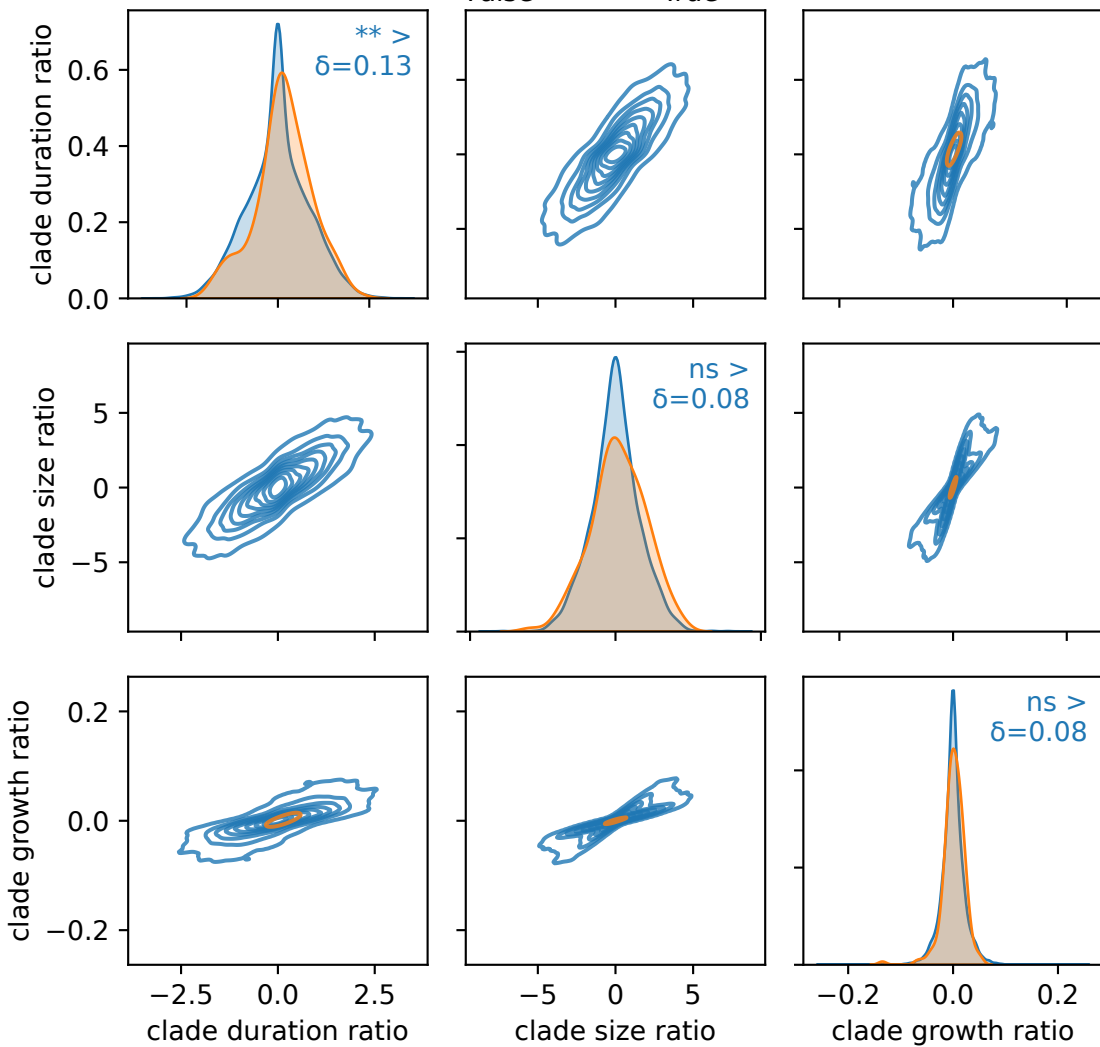 clade duration ratio
0.6
0.4
0.2
0.0
** >
δ=0.13
clade size ratio
5
0
−5
ns >
δ=0.08
clade growth ratio
0.2
0.0
−0.2
ns >
δ=0.08
−2.5 0.0 2.5
−5 0 5
−0.2 0.0 0.2
clade duration ratio
clade size ratio
clade growth ratio